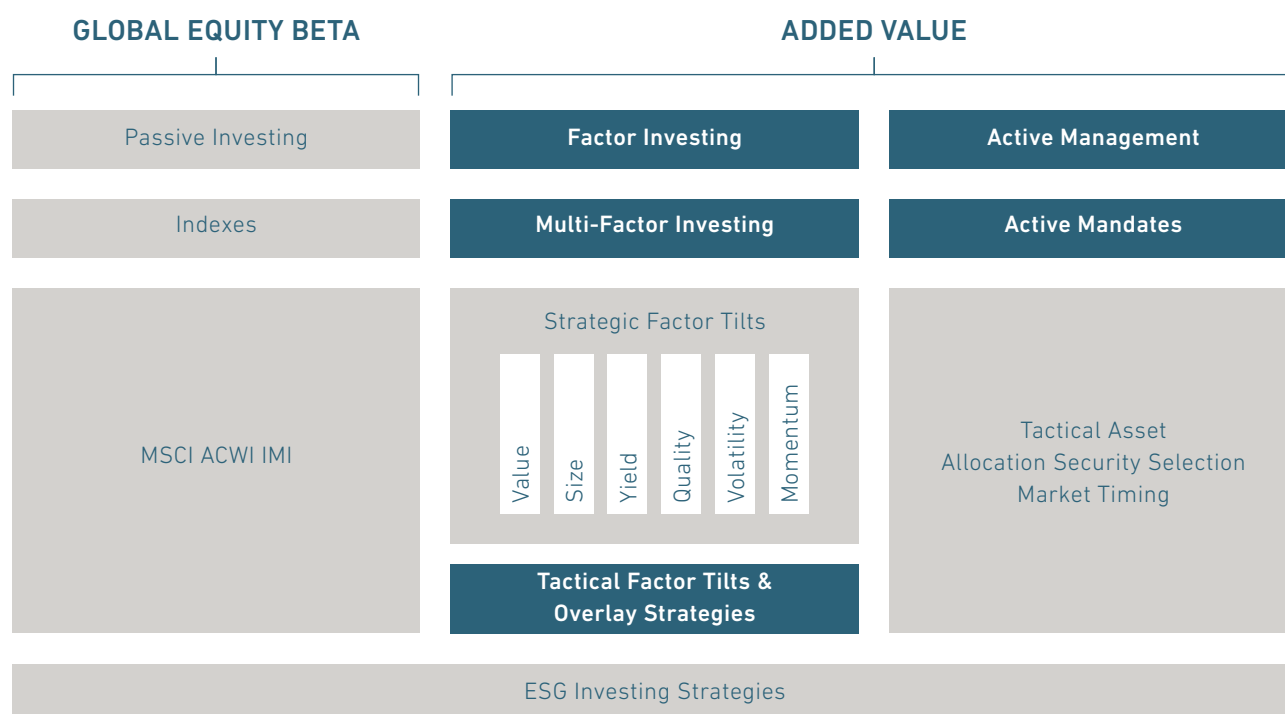 GLOBAL EQUITY BETA
ADDED VALUE
Passive Investing
Factor Investing
Active Management
Indexes
Multi-Factor Investing
Active Mandates
MSCI ACWI IMI
Strategic Factor Tilts
Value
Size
Yield
Quality
Volatility
Momentum
Tactical Factor Tilts &
Overlay Strategies
Tactical Asset
Allocation Security Selection
Market Timing
ESG Investing Strategies